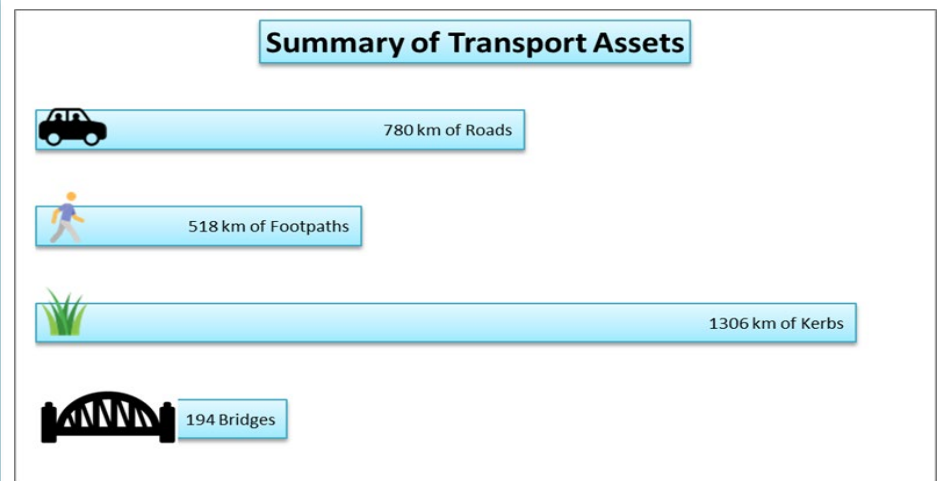 Summary of Transport Assets
780 km of Roads
518 km of Footpaths
1306 km of Kerbs
194 Bridges